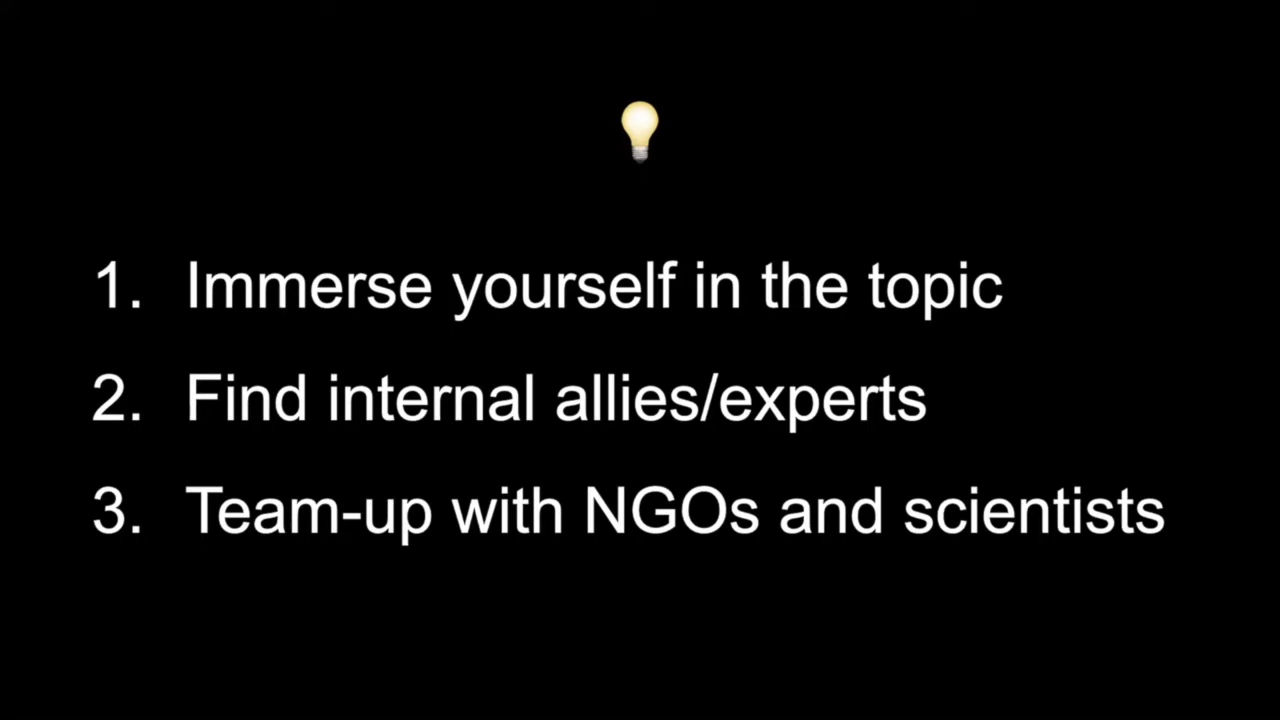 1. Immerse yourself in the topic
2. Find internal allies/experts
3. Team-up with NGOs and scientists